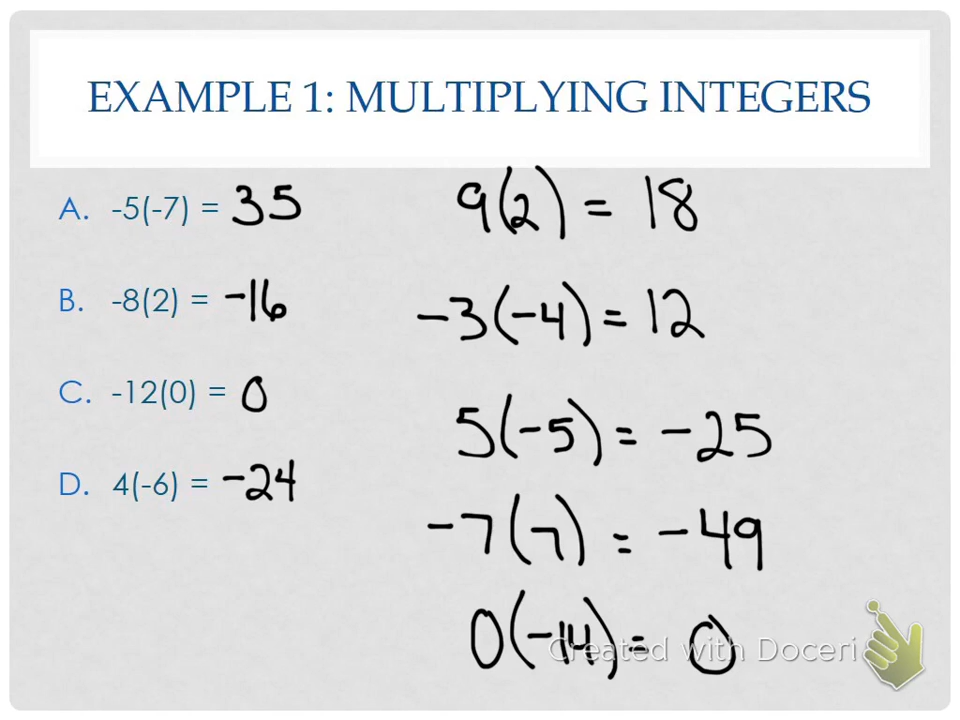 EXAMPLE 1: MULTIPLYING INTEGERS
A. -5(-7) = 35
B. -8(2) = -16
C. -12(0) = 0
D. 4(-6) = -24
9(2) = 18
-3(-4) = 12
5(-5) = -25
-7(7) = -49
0(-14) = 0
Created with Doceri